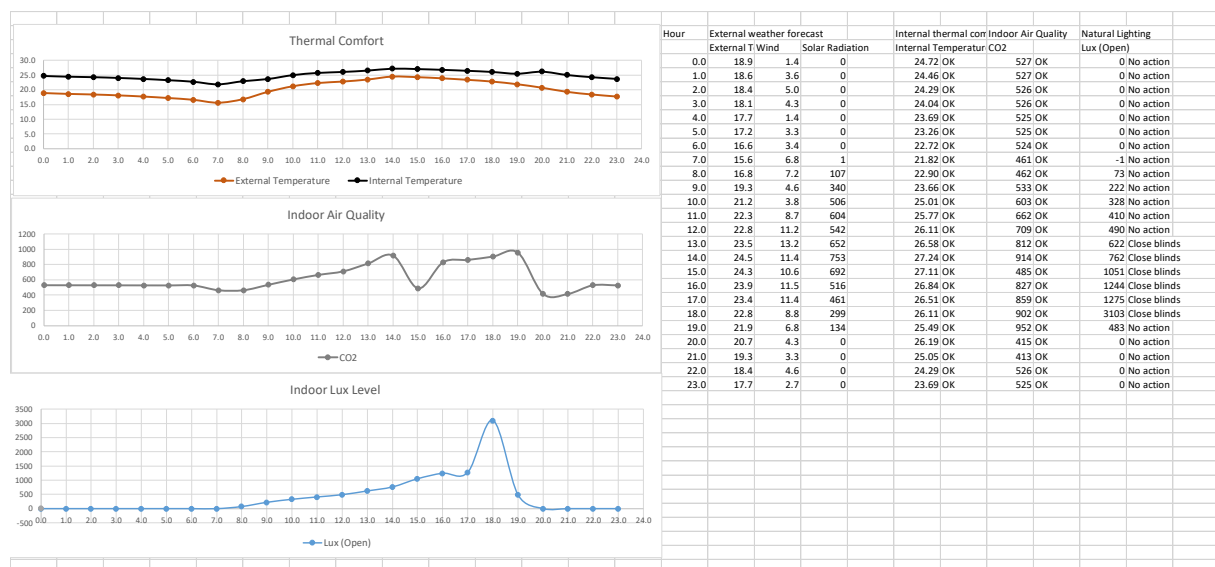 Thermal Comfort
30.0
25.0
20.0
15.0
10.0
5.0
0.0
0.0 1.0 2.0 3.0 4.0 5.0 6.0 7.0 8.0 9.0 10.0 11.0 12.0 13.0 14.0 15.0 16.0 17.0 18.0 19.0 20.0 21.0 22.0 23.0 24.0
External Temperature Internal Temperature
Indoor Air Quality
1200
1000
800
600
400
200
0
0.0 1.0 2.0 3.0 4.0 5.0 6.0 7.0 8.0 9.0 10.0 11.0 12.0 13.0 14.0 15.0 16.0 17.0 18.0 19.0 20.0 21.0 22.0 23.0 24.0
CO2
Indoor Lux Level
3500
3000
2500
2000
1500
1000
500
0
-500
0.0 1.0 2.0 3.0 4.0 5.0 6.0 7.0 8.0 9.0 10.0 11.0 12.0 13.0 14.0 15.0 16.0 17.0 18.0 19.0 20.0 21.0 22.0 23.0 24.0
Lux (Open)
Hour External weather forecast Internal thermal com Indoor Air Quality Natural Lighting
External T Wind Solar Radiation Internal Temperatur CO2 Lux (Open)
0.0 18.9 1.4 0 24.72 OK 527 OK 0 No action
1.0 18.6 3.6 0 24.46 OK 527 OK 0 No action
2.0 18.4 5.0 0 24.29 OK 526 OK 0 No action
3.0 18.1 4.3 0 24.04 OK 526 OK 0 No action
4.0 17.7 1.4 0 23.69 OK 525 OK 0 No action
5.0 17.2 3.3 0 23.26 OK 525 OK 0 No action
6.0 16.6 3.4 0 22.72 OK 524 OK 0 No action
7.0 15.6 6.8 1 21.82 OK 461 OK -1 No action
8.0 16.8 7.2 107 22.90 OK 462 OK 73 No action
9.0 19.3 4.6 340 23.66 OK 533 OK 222 No action
10.0 21.2 3.8 506 25.01 OK 603 OK 328 No action
11.0 22.3 8.7 604 25.77 OK 662 OK 410 No action
12.0 22.8 11.2 542 26.11 OK 709 OK 490 No action
13.0 23.5 13.2 652 26.58 OK 812 OK 622 Close blinds
14.0 24.5 11.4 753 27.24 OK 914 OK 762 Close blinds
15.0 24.3 10.6 692 27.11 OK 485 OK 1051 Close blinds
16.0 23.9 11.5 516 26.84 OK 827 OK 1244 Close blinds
17.0 23.4 11.4 461 26.51 OK 859 OK 1275 Close blinds
18.0 22.8 8.8 299 26.11 OK 902 OK 3103 Close blinds
19.0 21.9 6.8 134 25.49 OK 952 OK 483 No action
20.0 20.7 4.3 0 26.19 OK 415 OK 0 No action
21.0 19.3 3.3 0 25.05 OK 413 OK 0 No action
22.0 18.4 4.6 0 24.29 OK 526 OK 0 No action
23.0 17.7 2.7 0 23.69 OK 525 OK 0 No action